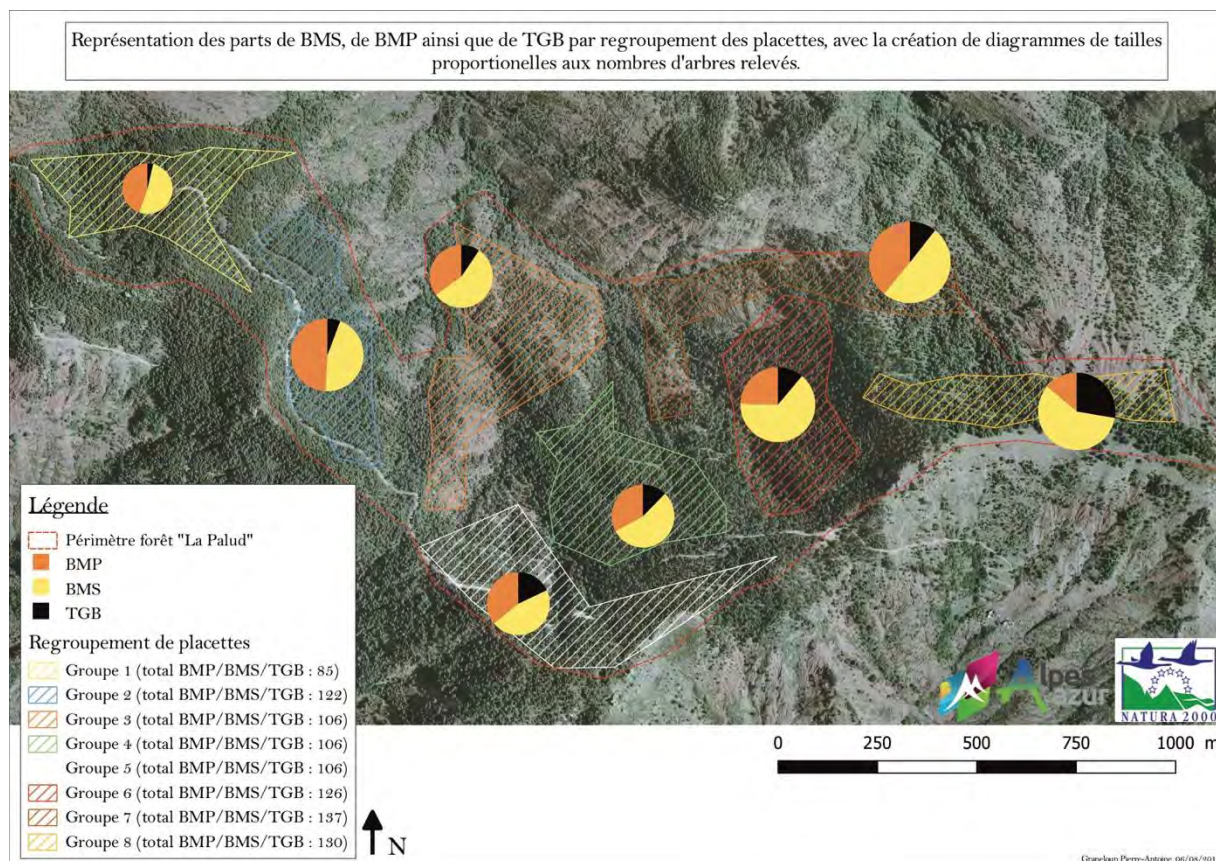 Représentation des parts de BMS, de BMP ainsi que de TGB par regroupement des placettes, avec la création de diagrammes de tailles
proportionelles aux nombres d'arbres relevés.
Légende
Périmètre forêt "La Palud"
BMP
BMS
TGB
Regroupement de placettes
Groupe 1 (total BMP/BMS/TGB : 85)
Groupe 2 (total BMP/BMS/TGB : 122)
Groupe 3 (total BMP/BMS/TGB : 106)
Groupe 4 (total BMP/BMS/TGB : 106)
Groupe 5 (total BMP/BMS/TGB : 106)
Groupe 6 (total BMP/BMS/TGB : 126)
Groupe 7 (total BMP/BMS/TGB : 137)
Groupe 8 (total BMP/BMS/TGB : 130)
N
Alpes
Azur
NATURA 2000
0 250 500 750 1000 m
Pierre-Antoine